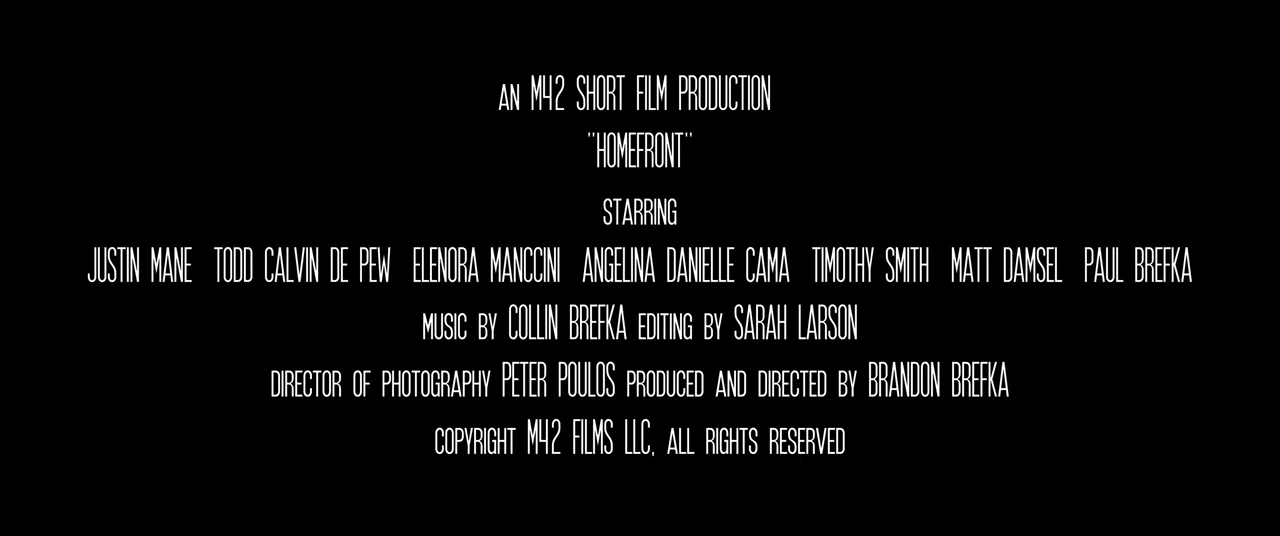 AN M42 SHORT FILM PRODUCTION
"HOMEFRONT"
STARRING
JUSTIN MANE TODD CALVIN DE PEW ELENORA MANCCINI ANGELINA DANIELLE CAMA TIMOTHY SMITH MATT DAMSEL PAUL BREFKA
MUSIC BY COLLIN BREFKA EDITING BY SARAH LARSON
DIRECTOR OF PHOTOGRAPHY PETER POULOS PRODUCED AND DIRECTED BY BRANDON BREFKA
COPYRIGHT M42 FILMS LLC, ALL RIGHTS RESERVED